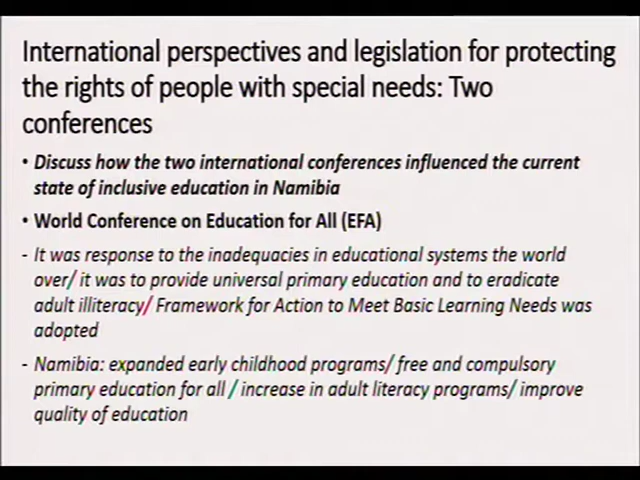 International perspectives and legislation for protecting
the rights of people with special needs: Two
conferences
• Discuss how the two international conferences influenced the current
state of inclusive education in Namibia
• World Conference on Education for All (EFA)
- It was response to the inadequacies in educational systems the world
over/ it was to provide universal primary education and to eradicate
adult illiteracy/ Framework for Action to Meet Basic Learning Needs was
adopted
- Namibia: expanded early childhood programs/ free and compulsory
primary education for all / increase in adult literacy programs/ improve
quality of education